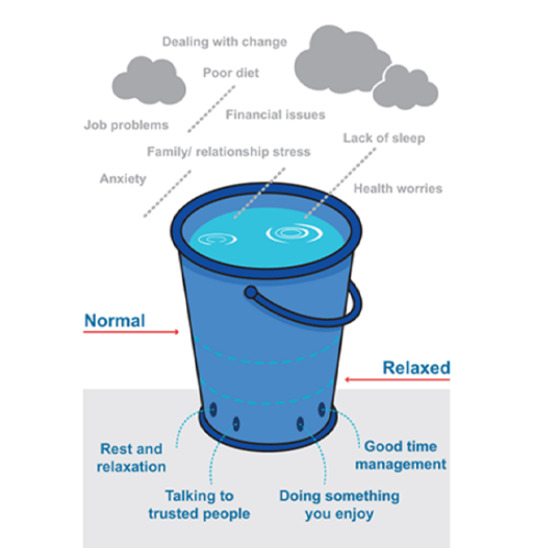 Dealing with change
Poor diet
Financial issues
Job problems
Lack of sleep
Family/ relationship stress
Anxiety
Health worries
Normal
Relaxed
Rest and
relaxation
Good time
management
Talking to
trusted people
Doing something
you enjoy